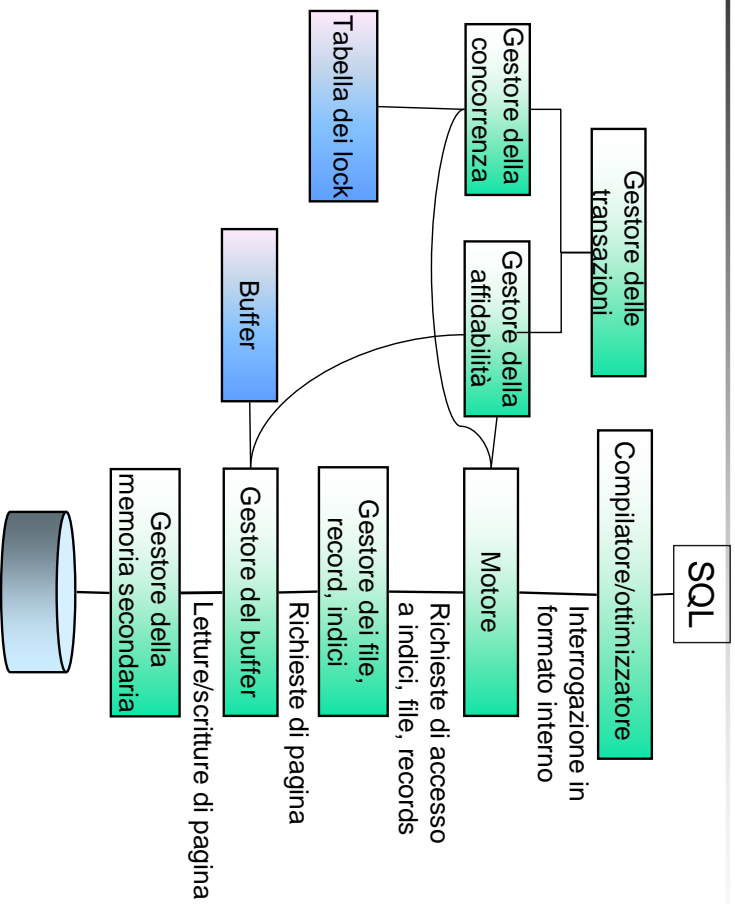 SQL
Gestore delle
transazioni
Compilatore/ottimizzatore
Interrogazione in
formato interno
Gestore della
concorrenza
Gestore della
affidabilità
Motore
Richieste di accesso
a indici, file, records
Tabella dei lock
Gestore dei file,
record, indici
Richieste di pagina
Buffer
Gestore del buffer
Letture/scritture di pagina
Gestore della
memoria secondaria